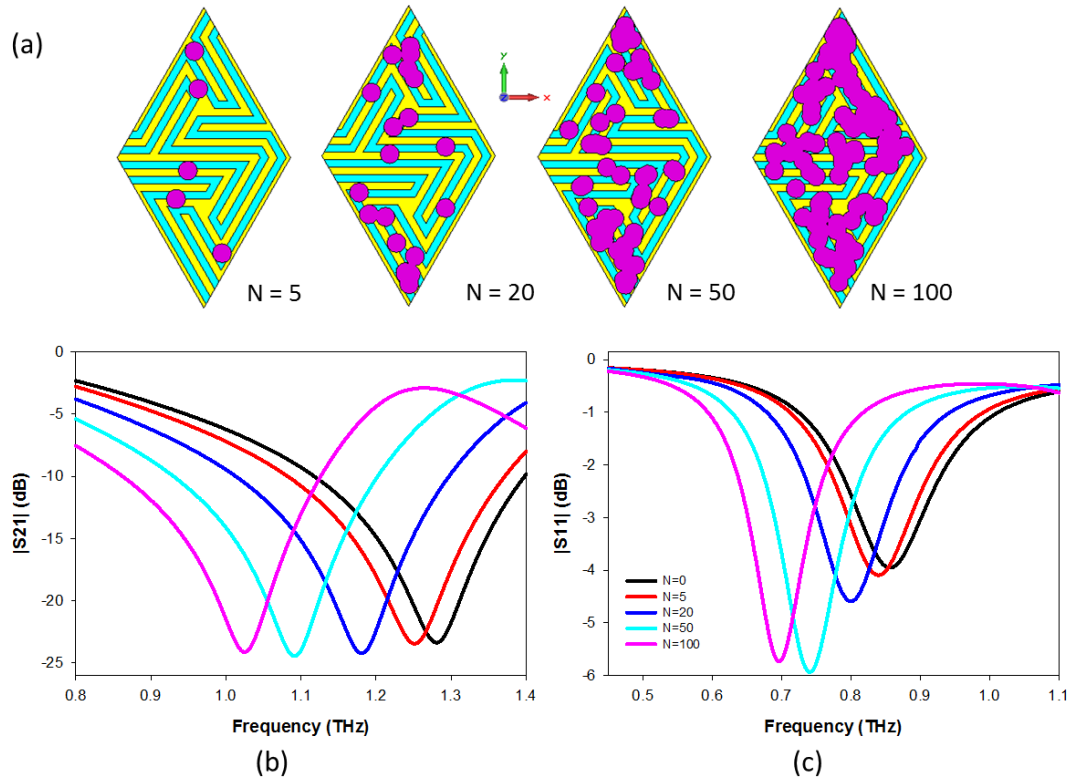 (a)
Y
Z
x
N = 5
N = 20
N = 50
N = 100
0
-5
-10
-15
-20
-25
|S21| (dB)
0.8 0.9 1.0 1.1 1.2 1.3 1.4
Frequency (THz)
(b)
0
-1
-2
-3
-4
-5
-6
|S11| (dB)
N=0
N=5
N=20
N=50
N=100
0.5 0.6 0.7 0.8 0.9 1.0 1.1
Frequency (THz)
(c)